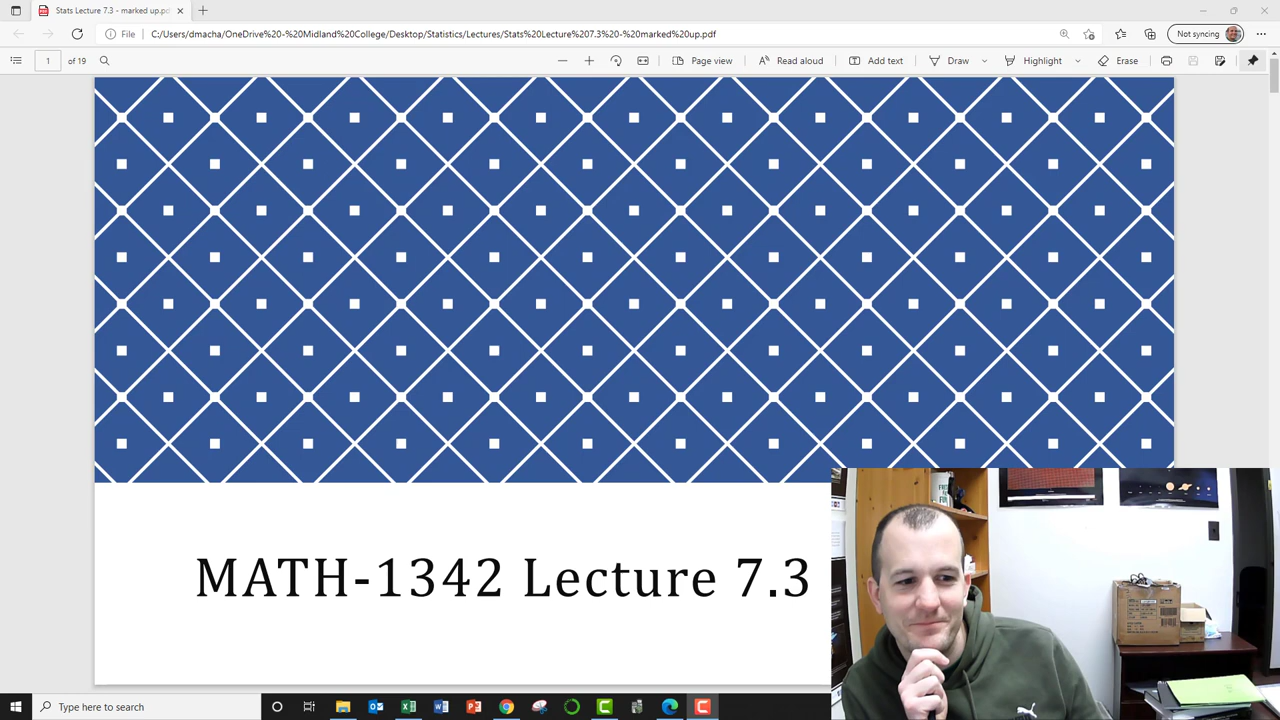 Stats Lecture 7.3 - marked up.pd
File
C:/Users/dmacha/OneDrive%20-%20Midland%20College/Desktop/Statistics/Lectures/Stats%20Lecture%207.3%20-%20marked%20up.pdf
Not syncing
1 of 19
Page view
Read aloud
Add text
Draw
Highlight
Erase
MATH-1342 Lecture 7.3
Type here to search